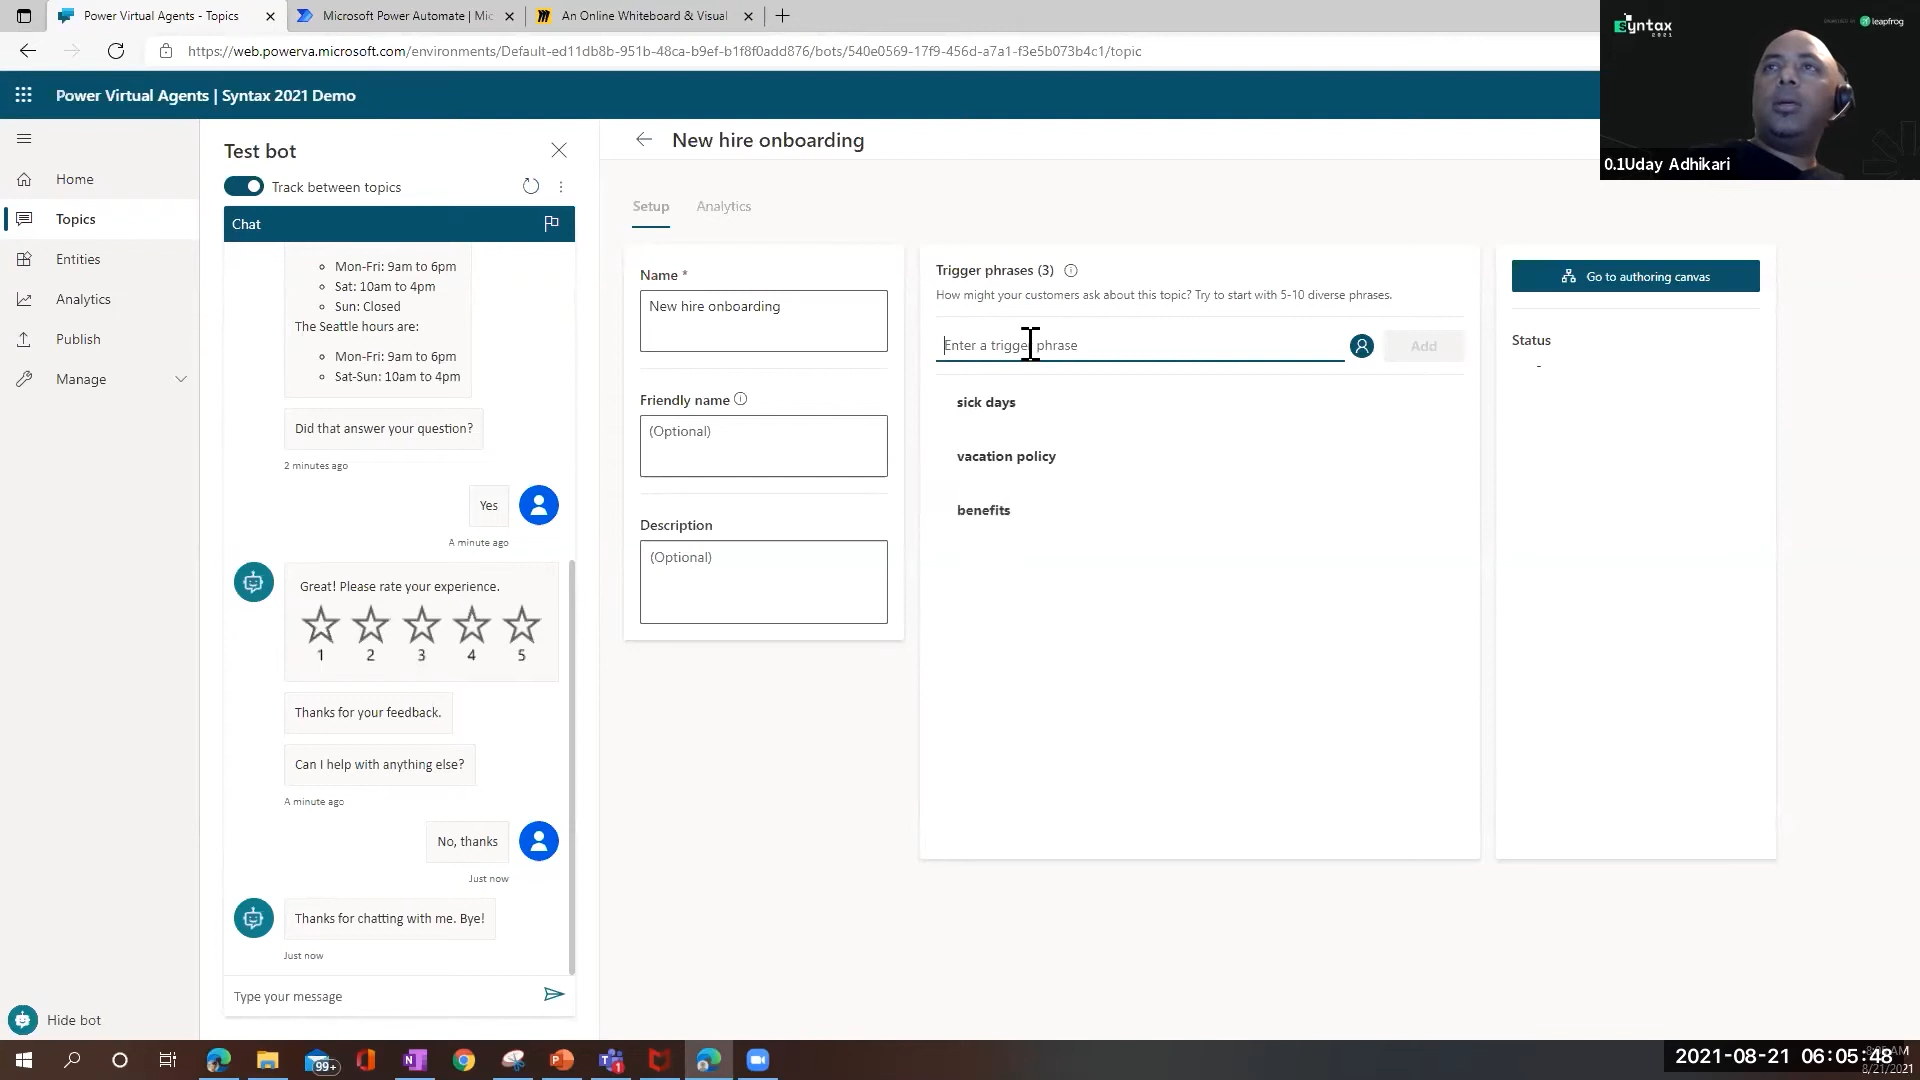 Power Virtual Agents - Topics
Microsoft Power Automate | Mic
An Online Whiteboard & Visual
https://web.powerva.microsoft.com/environments/Default-ed11db8b-951b-48ca-b9ef-b1f8f0add876/bots/540e0569-17f9-456d-a7a1-f3e5b073b4c1/topic
Power Virtual Agents | Syntax 2021 Demo
syntax
2021
leapfrog
0.1Uday Adhikari
Home
Topics
Entities
Analytics
Publish
Manage
Hide bot
Test bot
Track between topics
Chat
Mon-Fri: 9am to 6pm
Sat: 10am to 4pm
Sun: Closed
The Seattle hours are:
Mon-Fri: 9am to 6pm
Sat-Sun: 10am to 4pm
Did that answer your question?
2 minutes ago
Yes
A minute ago
Great! Please rate your experience.
1 2 3 4 5
Thanks for your feedback.
Can I help with anything else?
A minute ago
No, thanks
Just now
Thanks for chatting with me. Bye!
Just now
Type your message
New hire onboarding
Setup Analytics
Name *
New hire onboarding
Friendly name
(Optional)
Description
(Optional)
Trigger phrases (3)
How might your customers ask about this topic? Try to start with 5-10 diverse phrases.
Enter a trigger phrase
Add
sick days
vacation policy
benefits
Go to authoring canvas
Status
-
99+
1
2021-08-21 06:05:48
8/21/2021